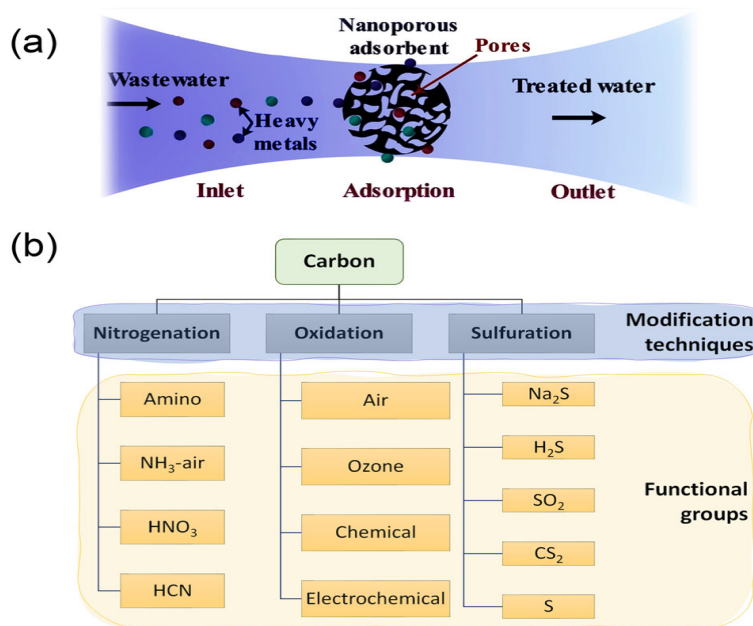 (a)
Nanoporous
adsorbent
Pores
Wastewater
Treated water
Heavy
metals
Inlet
Adsorption
Outlet
(b)
Carbon
Nitrogenation
Oxidation
Sulfuration
Modification
techniques
Amino
Air
Na₂S
NH₃-air
Ozone
H₂S
SO₂
Functional
groups
HNO₃
Chemical
CS₂
HCN
Electrochemical
S